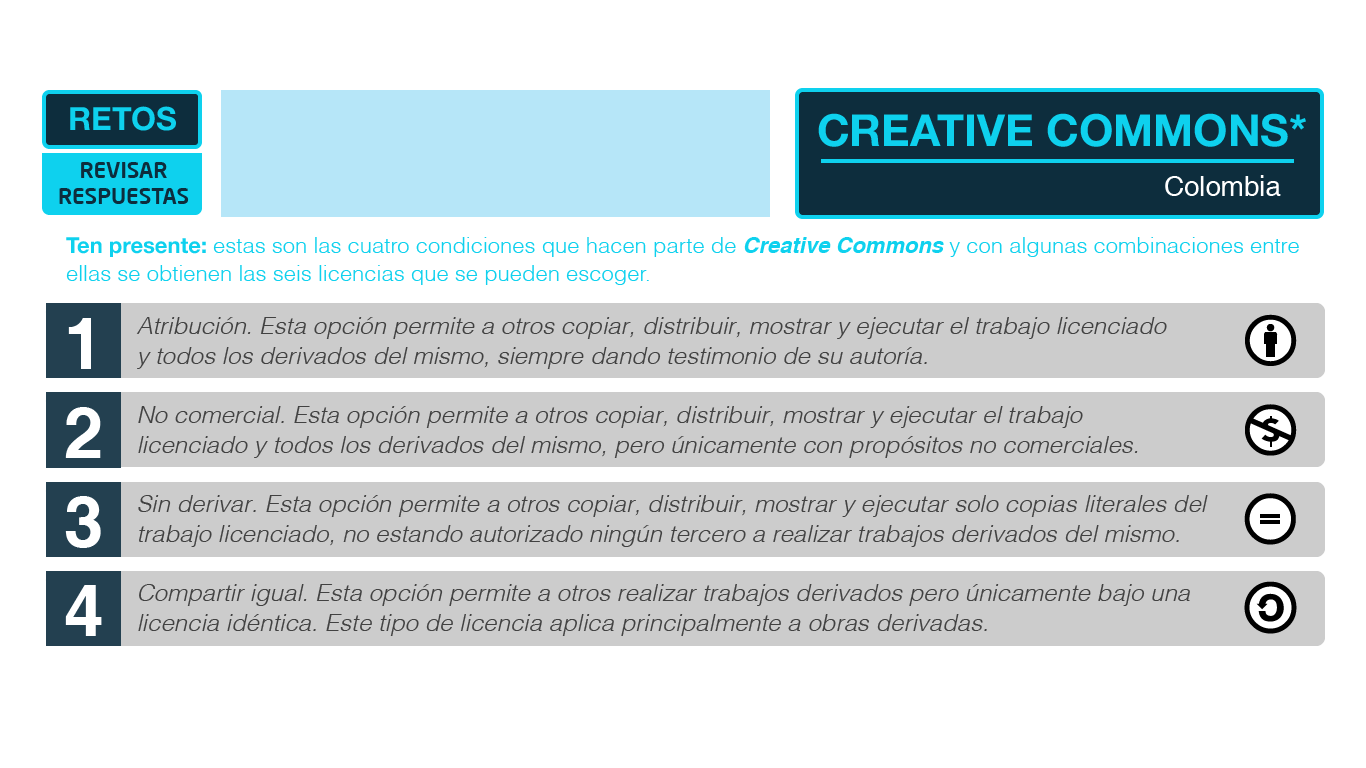 RETOS
REVISAR
RESPUESTAS
CREATIVE COMMONS*
Colombia
Ten presente: estas son las cuatro condiciones que hacen parte de Creative Commons y con algunas combinaciones entre
ellas se obtienen las seis licencias que se pueden escoger.
1
Atribución. Esta opción permite a otros copiar, distribuir, mostrar y ejecutar el trabajo licenciado
y todos los derivados del mismo, siempre dando testimonio de su autoría.
2
No comercial. Esta opción permite a otros copiar, distribuir, mostrar y ejecutar el trabajo
licenciado y todos los derivados del mismo, pero únicamente con propósitos no comerciales.
$
3
Sin derivar. Esta opción permite a otros copiar, distribuir, mostrar y ejecutar solo copias literales del
trabajo licenciado, no estando autorizado ningún tercero a realizar trabajos derivados del mismo.
=
4
Compartir igual. Esta opción permite a otros realizar trabajos derivados pero únicamente bajo una
licencia idéntica. Este tipo de licencia aplica principalmente a obras derivadas.